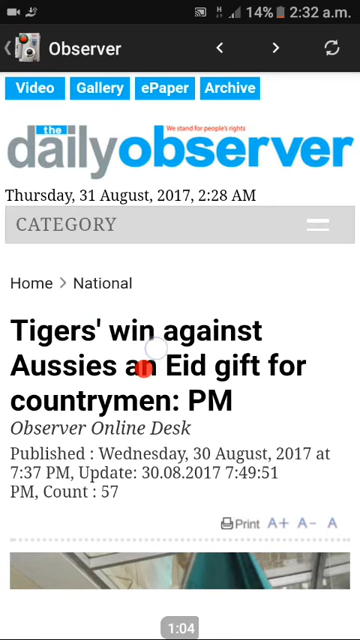 H 14% 2:32 a.m.
Observer
Video Gallery ePaper Archive
We stand for people's rights
the
dailyobserver
Thursday, 31 August, 2017, 2:28 AM
CATEGORY
Home > National
Tigers' win against
Aussies an Eid gift for
countrymen: PM
Observer Online Desk
Published : Wednesday, 30 August, 2017 at
7:37 PM, Update: 30.08.2017 7:49:51
PM, Count : 57
Print A+ A- A
1:04